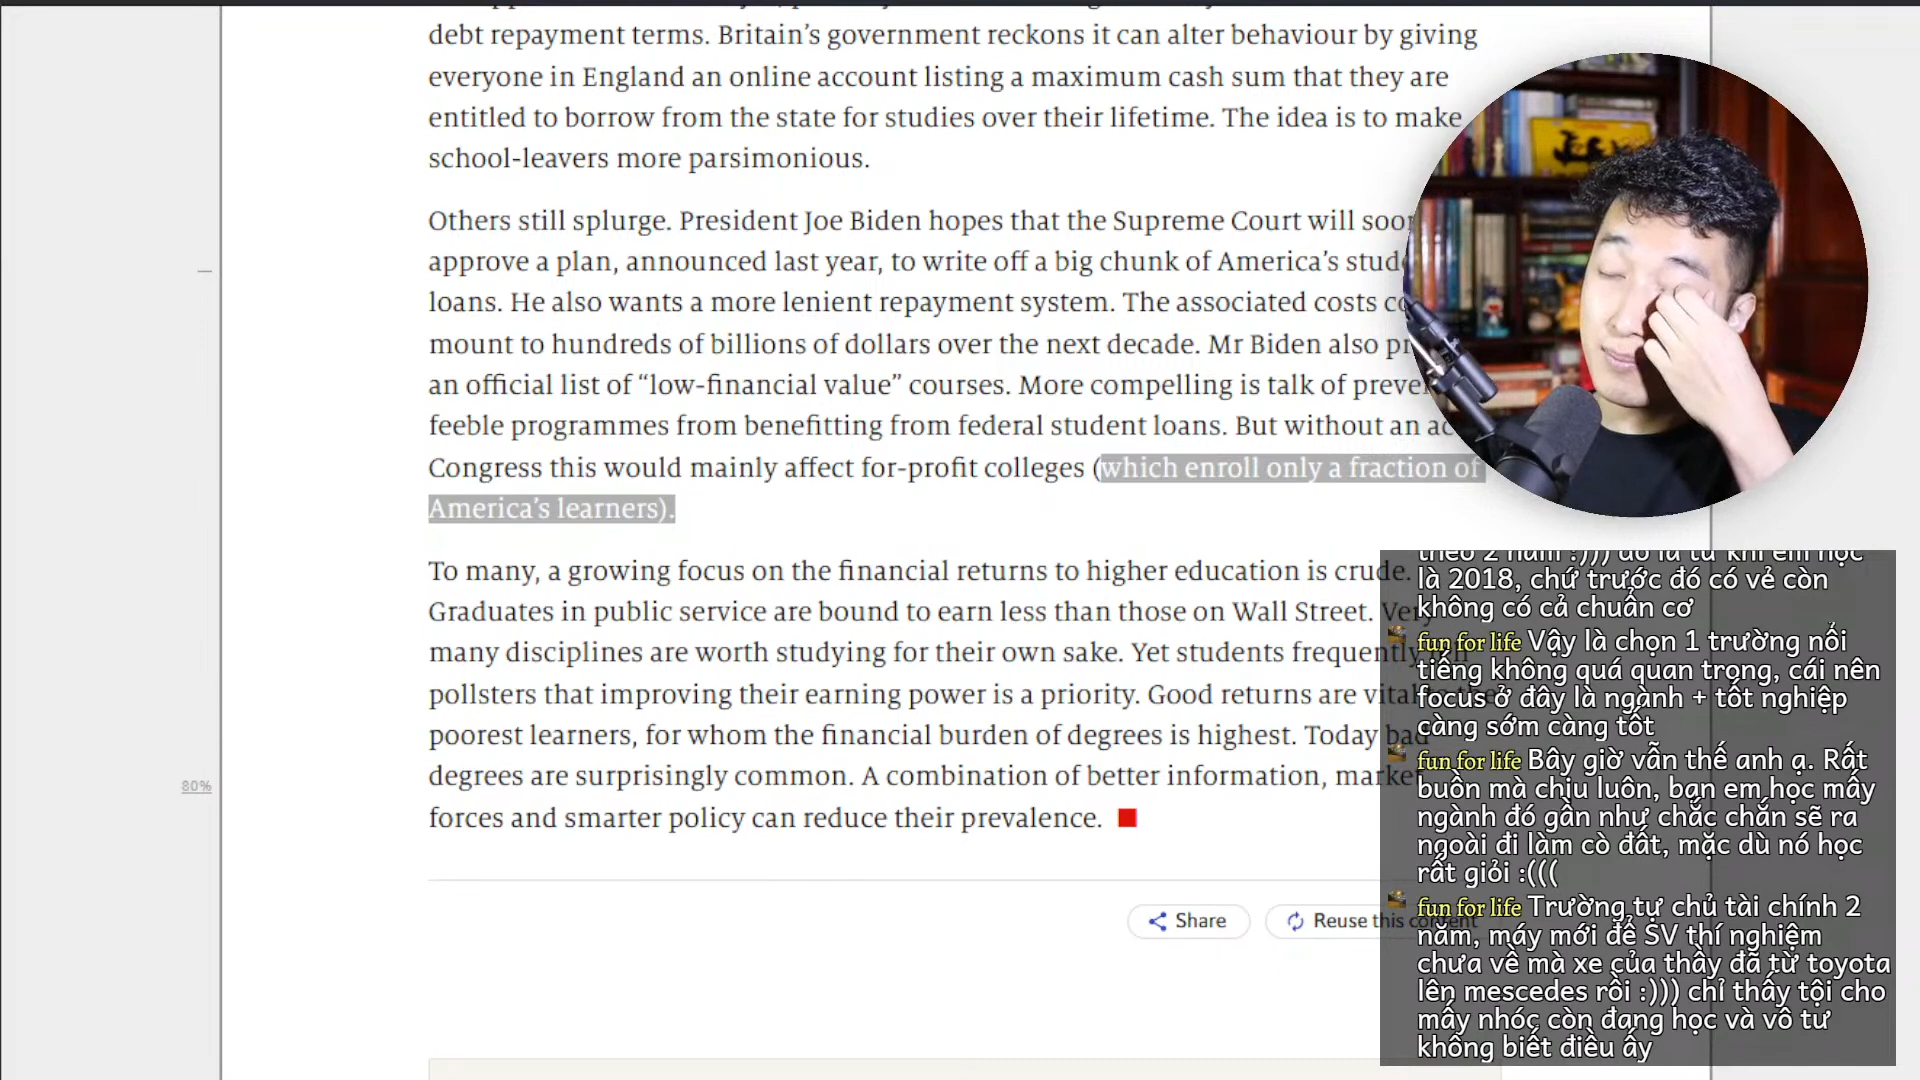 debt repayment terms. Britain’s government reckons it can alter behaviour by giving
everyone in England an online account listing a maximum cash sum that they are
entitled to borrow from the state for studies over their lifetime. The idea is to make
school-leavers more parsimonious.
Others still splurge. President Joe Biden hopes that the Supreme Court will soon
approve a plan, announced last year, to write off a big chunk of America’s
loans. He also wants a more lenient repayment system. The associated costs
mount to hundreds of billions of dollars over the next decade. Mr Biden also
an official list of “low-financial value” courses. More compelling is talk of
feeble programmes from benefitting from federal student loans. But without an
Congress this would mainly affect for-profit colleges (which enroll only a fraction of
America’s learners).
To many, a growing focus on the financial returns to higher education is crude.
Graduates in public service are bound to earn less than those on Wall Street. Very
many disciplines are worth studying for their own sake. Yet students frequently tell
pollsters that improving their earning power is a priority. Good returns are vital to the
poorest learners, for whom the financial burden of degrees is highest. Today bad
degrees are surprisingly common. A combination of better information, market
forces and smarter policy can reduce their prevalence.
80%
Share
Reuse this content
theo 2 năm :))) đó là từ khi em học
là 2018, chứ trước đó có vẻ còn
không có cả chuẩn cơ
fun for life Vậy là chọn 1 trường nổi
tiếng không quá quan trọng, cái nên
focus ở đây là ngành + tốt nghiệp
càng sớm càng tốt
fun for life Bây giờ vẫn thế anh ạ. Rất
buồn mà chịu luôn, bạn em học mấy
ngành đó gần như chắc chắn sẽ ra
ngoài đi làm cò đất, mặc dù nó học
rất giỏi :(((
fun for life Trường tự chủ tài chính 2
năm, máy mới để SV thí nghiệm
chưa về mà xe của thầy đã từ toyota
lên mescedes rồi :))) chỉ thấy tội cho
mấy nhóc còn đang học và vô tư
không biết điều ấy